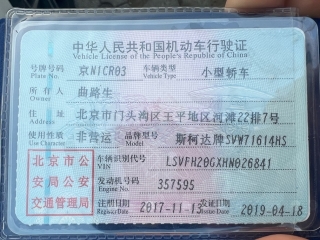 中华人民共和国机动车行驶证
Vehicle License of the People's Republic of China
号牌号码 京N1CR03 车辆类型 小型轿车
Plate No. Vehicle Type
所有人 曲路生
Owner
住址 北京市门头沟区王平地区河滩22排7号
Address
使用性质 非营运 品牌型号 斯柯达牌SVW71614HS
Use Character Model
北京市公 车辆识别代号 LSVFH20GXHN026841
VIN
安局公安 发动机号码 357595
Engine No.
交通管理局 注册日期 2017-11-13 发证日期 2019-04-18
Register Date Issue Date